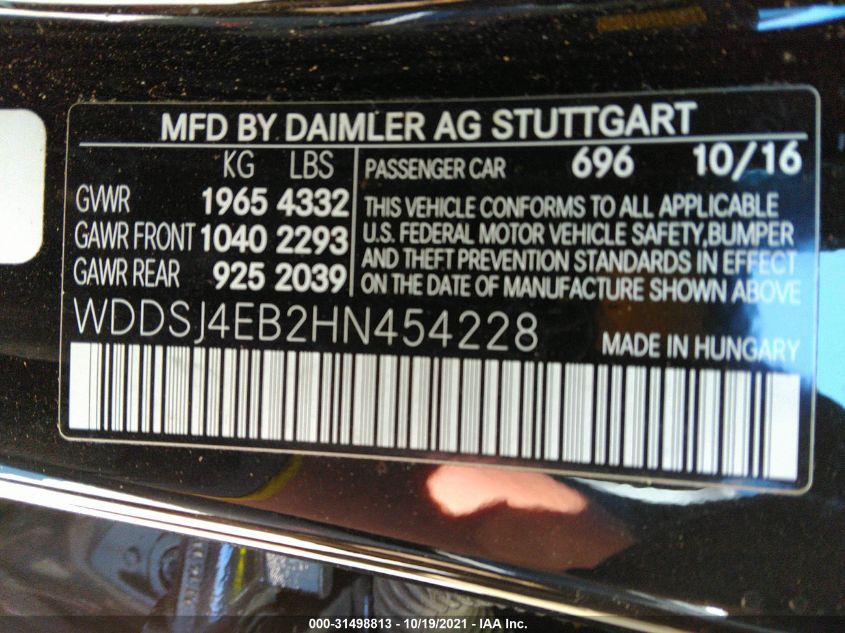 MFD BY DAIMLER AG STUTTGART
KG LBS
GVWR 1965 4332
GAWR FRONT 1040 2293
GAWR REAR 925 2039
PASSENGER CAR 696 10/16
THIS VEHICLE CONFORMS TO ALL APPLICABLE
U.S. FEDERAL MOTOR VEHICLE SAFETY,BUMPER
AND THEFT PREVENTION STANDARDS IN EFFECT
ON THE DATE OF MANUFACTURE SHOWN ABOVE
WDDSJ4EB2HN454228
MADE IN HUNGARY
000-31498813 - 10/19/2021 - IAA Inc.